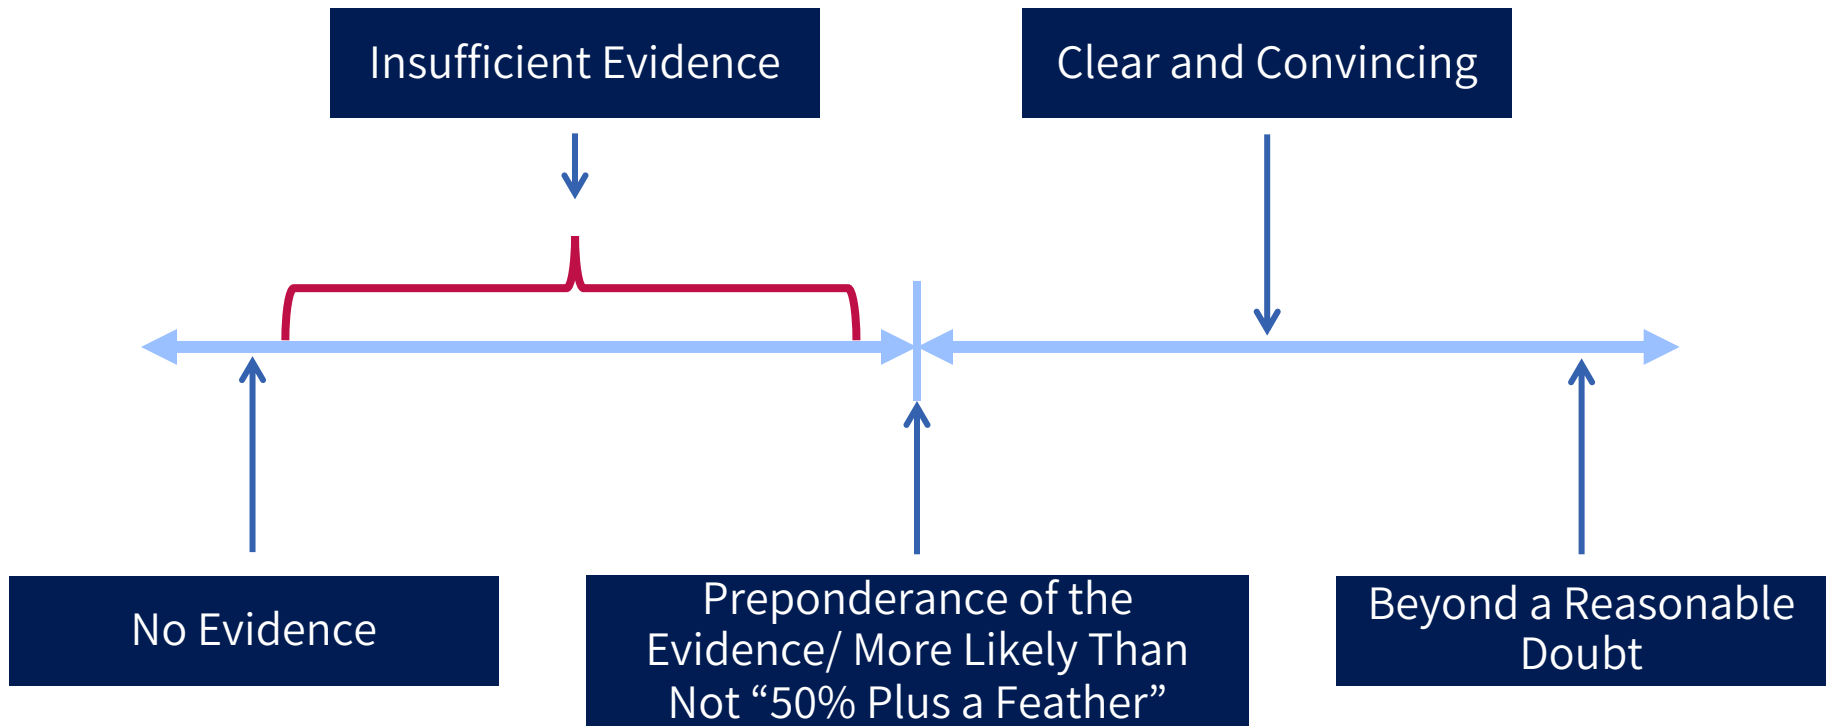 Insufficient Evidence
Clear and Convincing
No Evidence
Preponderance of the
Evidence/ More Likely Than
Not “50% Plus a Feather”
Beyond a Reasonable
Doubt